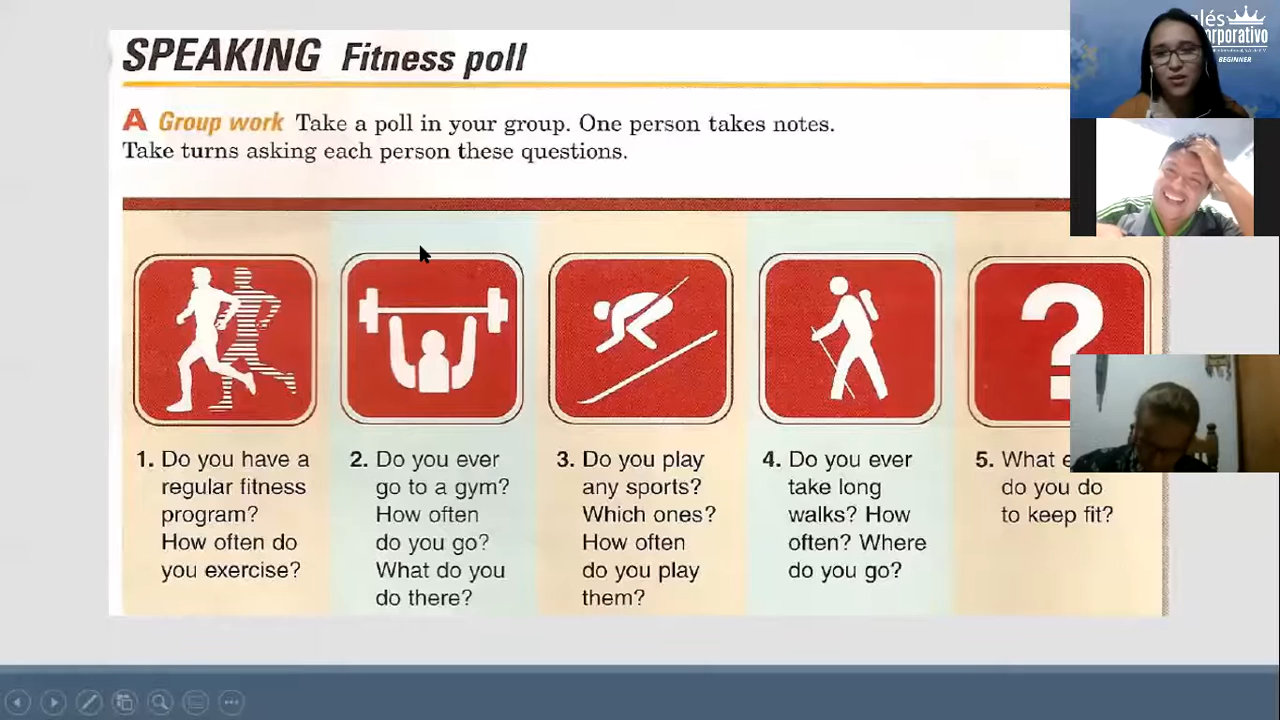 SPEAKING Fitness poll
A Group work Take a poll in your group. One person takes notes.
Take turns asking each person these questions.
1. Do you have a
regular fitness
program?
How often do
you exercise?
2. Do you ever
go to a gym?
How often
do you go?
What do you
do there?
3. Do you play
any sports?
Which ones?
How often
do you play
them?
4. Do you ever
take long
walks? How
often? Where
do you go?
?
5. What
do you do
to keep fit?
BEGINNER